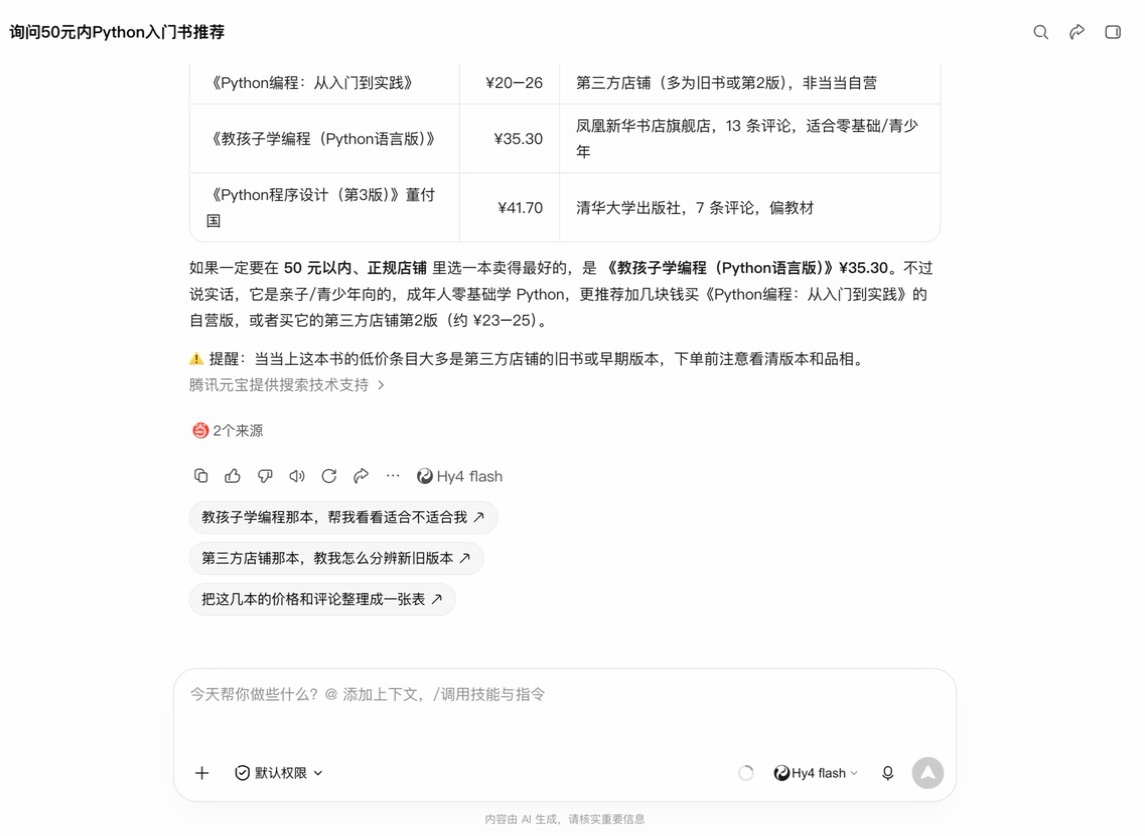 询问50元内Python入门书推荐
《Python编程：从入门到实践》 ¥20—26 第三方店铺（多为旧书或第2版），非当当自营
《教孩子学编程（Python语言版）》 ¥35.30 凤凰新华书店旗舰店，13 条评论，适合零基础/青少
年
《Python程序设计（第3版）》董付
国 ¥41.70 清华大学出版社，7 条评论，偏教材
如果一定要在 50 元以内、正规店铺 里选一本卖得最好的，是 《教孩子学编程（Python语言版）》¥35.30。不过
说实话，它是亲子/青少年向的，成年人零基础学 Python，更推荐加几块钱买《Python编程：从入门到实践》的
自营版，或者买它的第三方店铺第2版（约 ¥23—25）。
⚠️ 提醒：当当上这本书的低价条目大多是第三方店铺的旧书或早期版本，下单前注意看清版本和品相。
腾讯元宝提供搜索技术支持 >
2个来源
Hy4 flash
教孩子学编程那本，帮我看看适合不适合我 ↗
第三方店铺那本，教我怎么分辨新旧版本 ↗
把这几本的价格和评论整理成一张表 ↗
今天帮你做些什么？@ 添加上下文，/调用技能与指令
默认权限
Hy4 flash
内容由 AI 生成，请核实重要信息